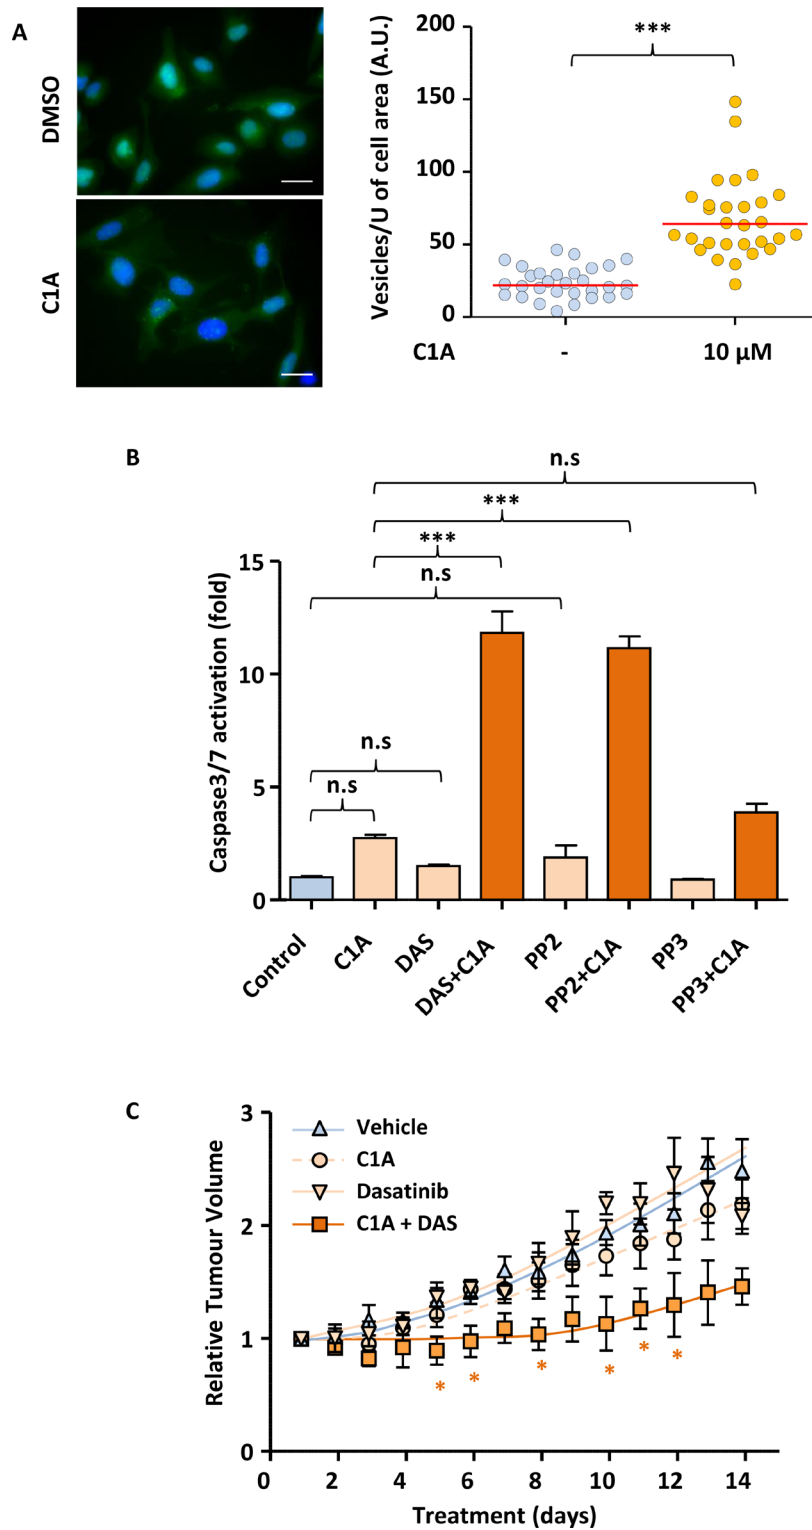 A
DMSO
C1A
Vesicles/U of cell area (A.U.)
200
150
100
50
0
***
C1A
-
10 µM
B
n.s
***
***
n.s
n.s
n.s
Caspase3/7 activation (fold)
15
10
5
0
Control
C1A
DAS
DAS+C1A
PP2
PP2+C1A
PP3
PP3+C1A
C
Relative Tumour Volume
3
2
1
0
Vehicle
C1A
Dasatinib
C1A + DAS
* * * * * *
0 2 4 6 8 10 12 14
Treatment (days)